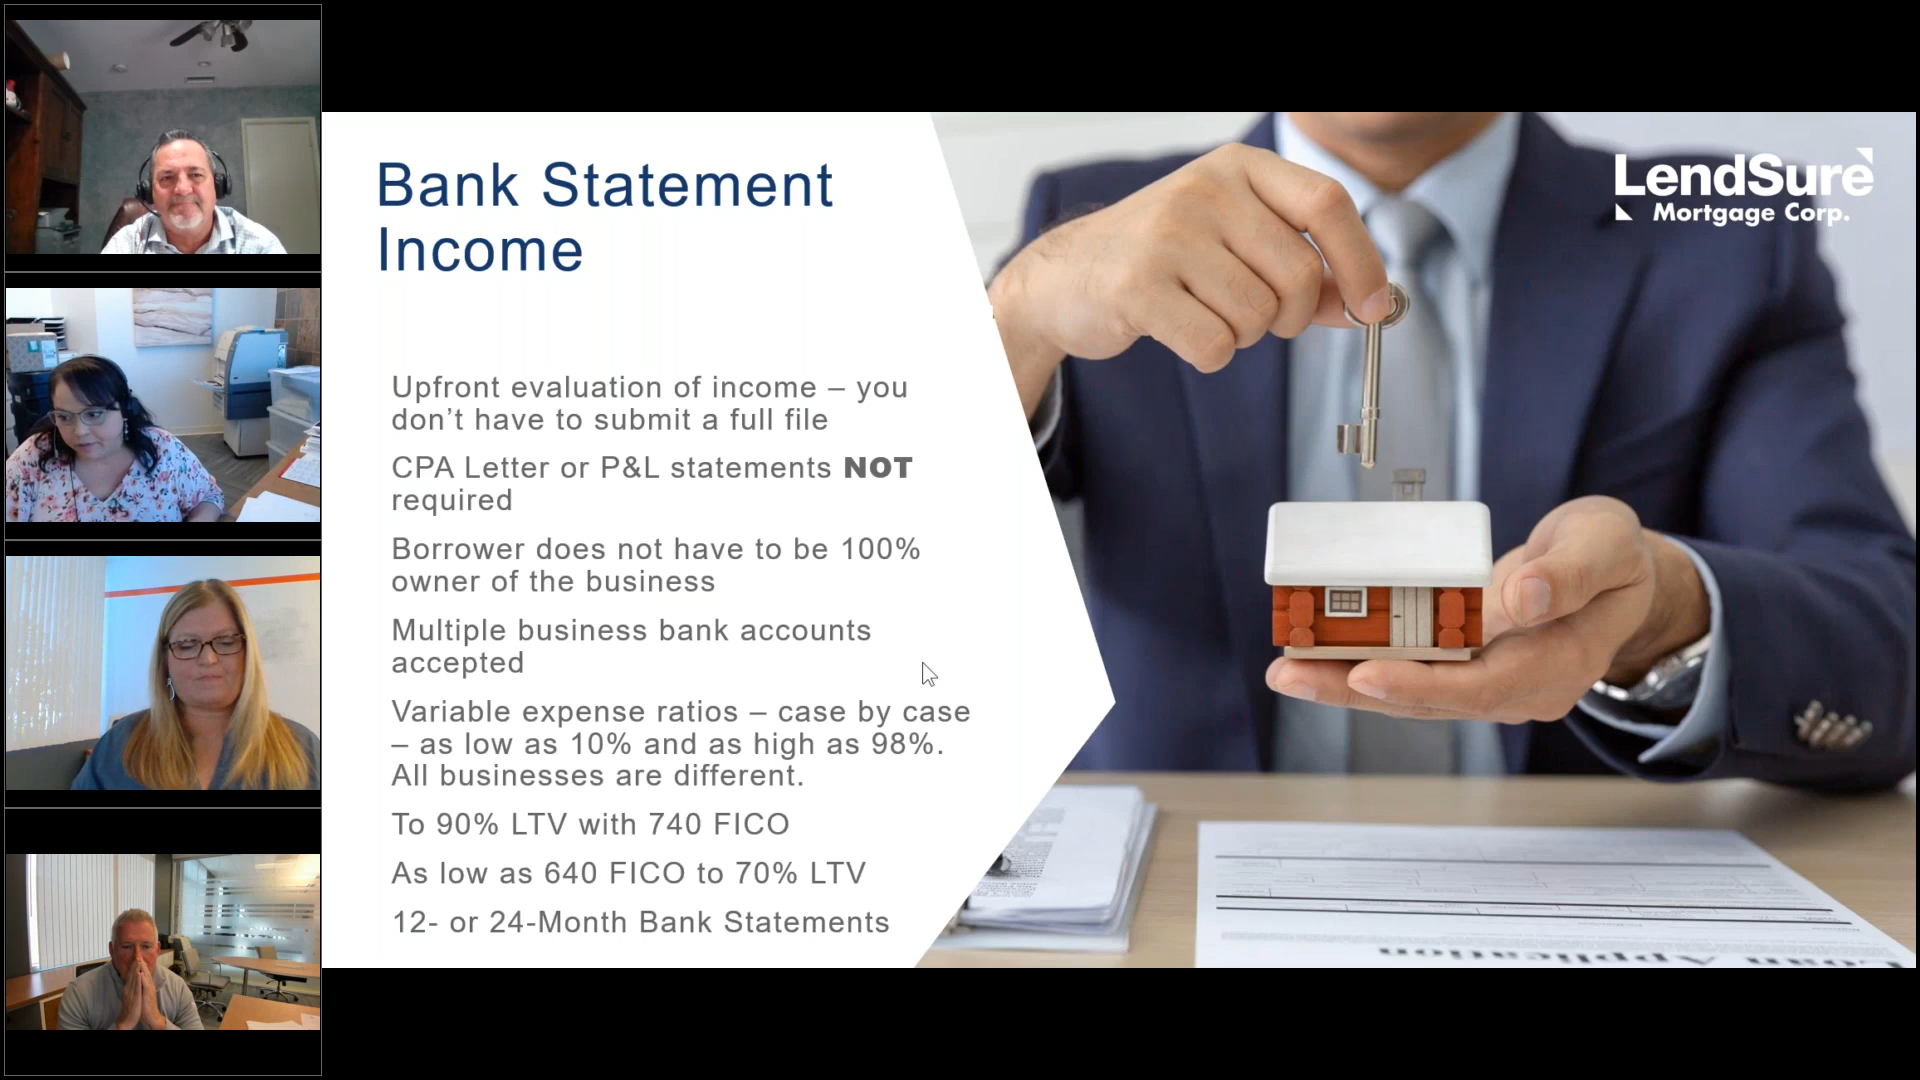 Bank Statement
Income
LendSure
Mortgage Corp.
Upfront evaluation of income – you
don’t have to submit a full file
CPA Letter or P&L statements NOT
required
Borrower does not have to be 100%
owner of the business
Multiple business bank accounts
accepted
Variable expense ratios – case by case
– as low as 10% and as high as 98%.
All businesses are different.
To 90% LTV with 740 FICO
As low as 640 FICO to 70% LTV
12- or 24-Month Bank Statements
Loan Application